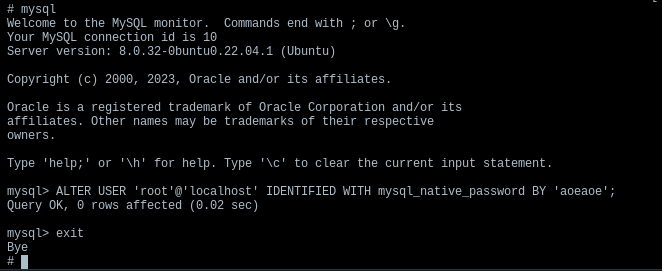 # mysql
Welcome to the MySQL monitor.  Commands end with ; or \g.
Your MySQL connection id is 10
Server version: 8.0.32-0buntu0.22.04.1 (Ubuntu)
Copyright (c) 2000, 2023, Oracle and/or its affiliates.
Oracle is a registered trademark of Oracle Corporation and/or its
affiliates. Other names may be trademarks of their respective
owners.
Type 'help;' or '\h' for help. Type '\c' to clear the current input statement.
mysql> ALTER USER 'root'@'localhost' IDENTIFIED WITH mysql_native_password BY 'aoeaoe';
Query OK, 0 rows affected (0.02 sec)
mysql> exit
Bye
#